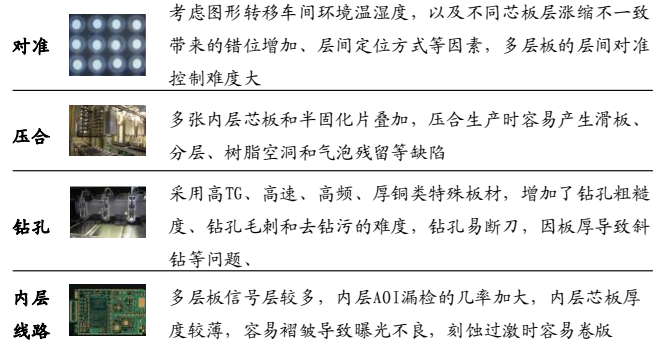 对准
考虑图形转移车间环境温湿度，以及不同芯板层涨缩不一致
带来的错位增加、层间定位方式等因素，多层板的层间对准
控制难度大
压合
多张内层芯板和半固化片叠加，压合生产时容易产生滑板、
分层、树脂空洞和气泡残留等缺陷
钻孔
采用高TG、高速、高频、厚铜类特殊板材，增加了钻孔粗糙
度、钻孔毛刺和去钻污的难度，钻孔易断刀，因板厚导致斜
钻等问题、
内层
线路
多层板信号层较多，内层AOI漏检的几率加大，内层芯板厚
度较薄，容易褶皱导致曝光不良，刻蚀过激时容易卷版